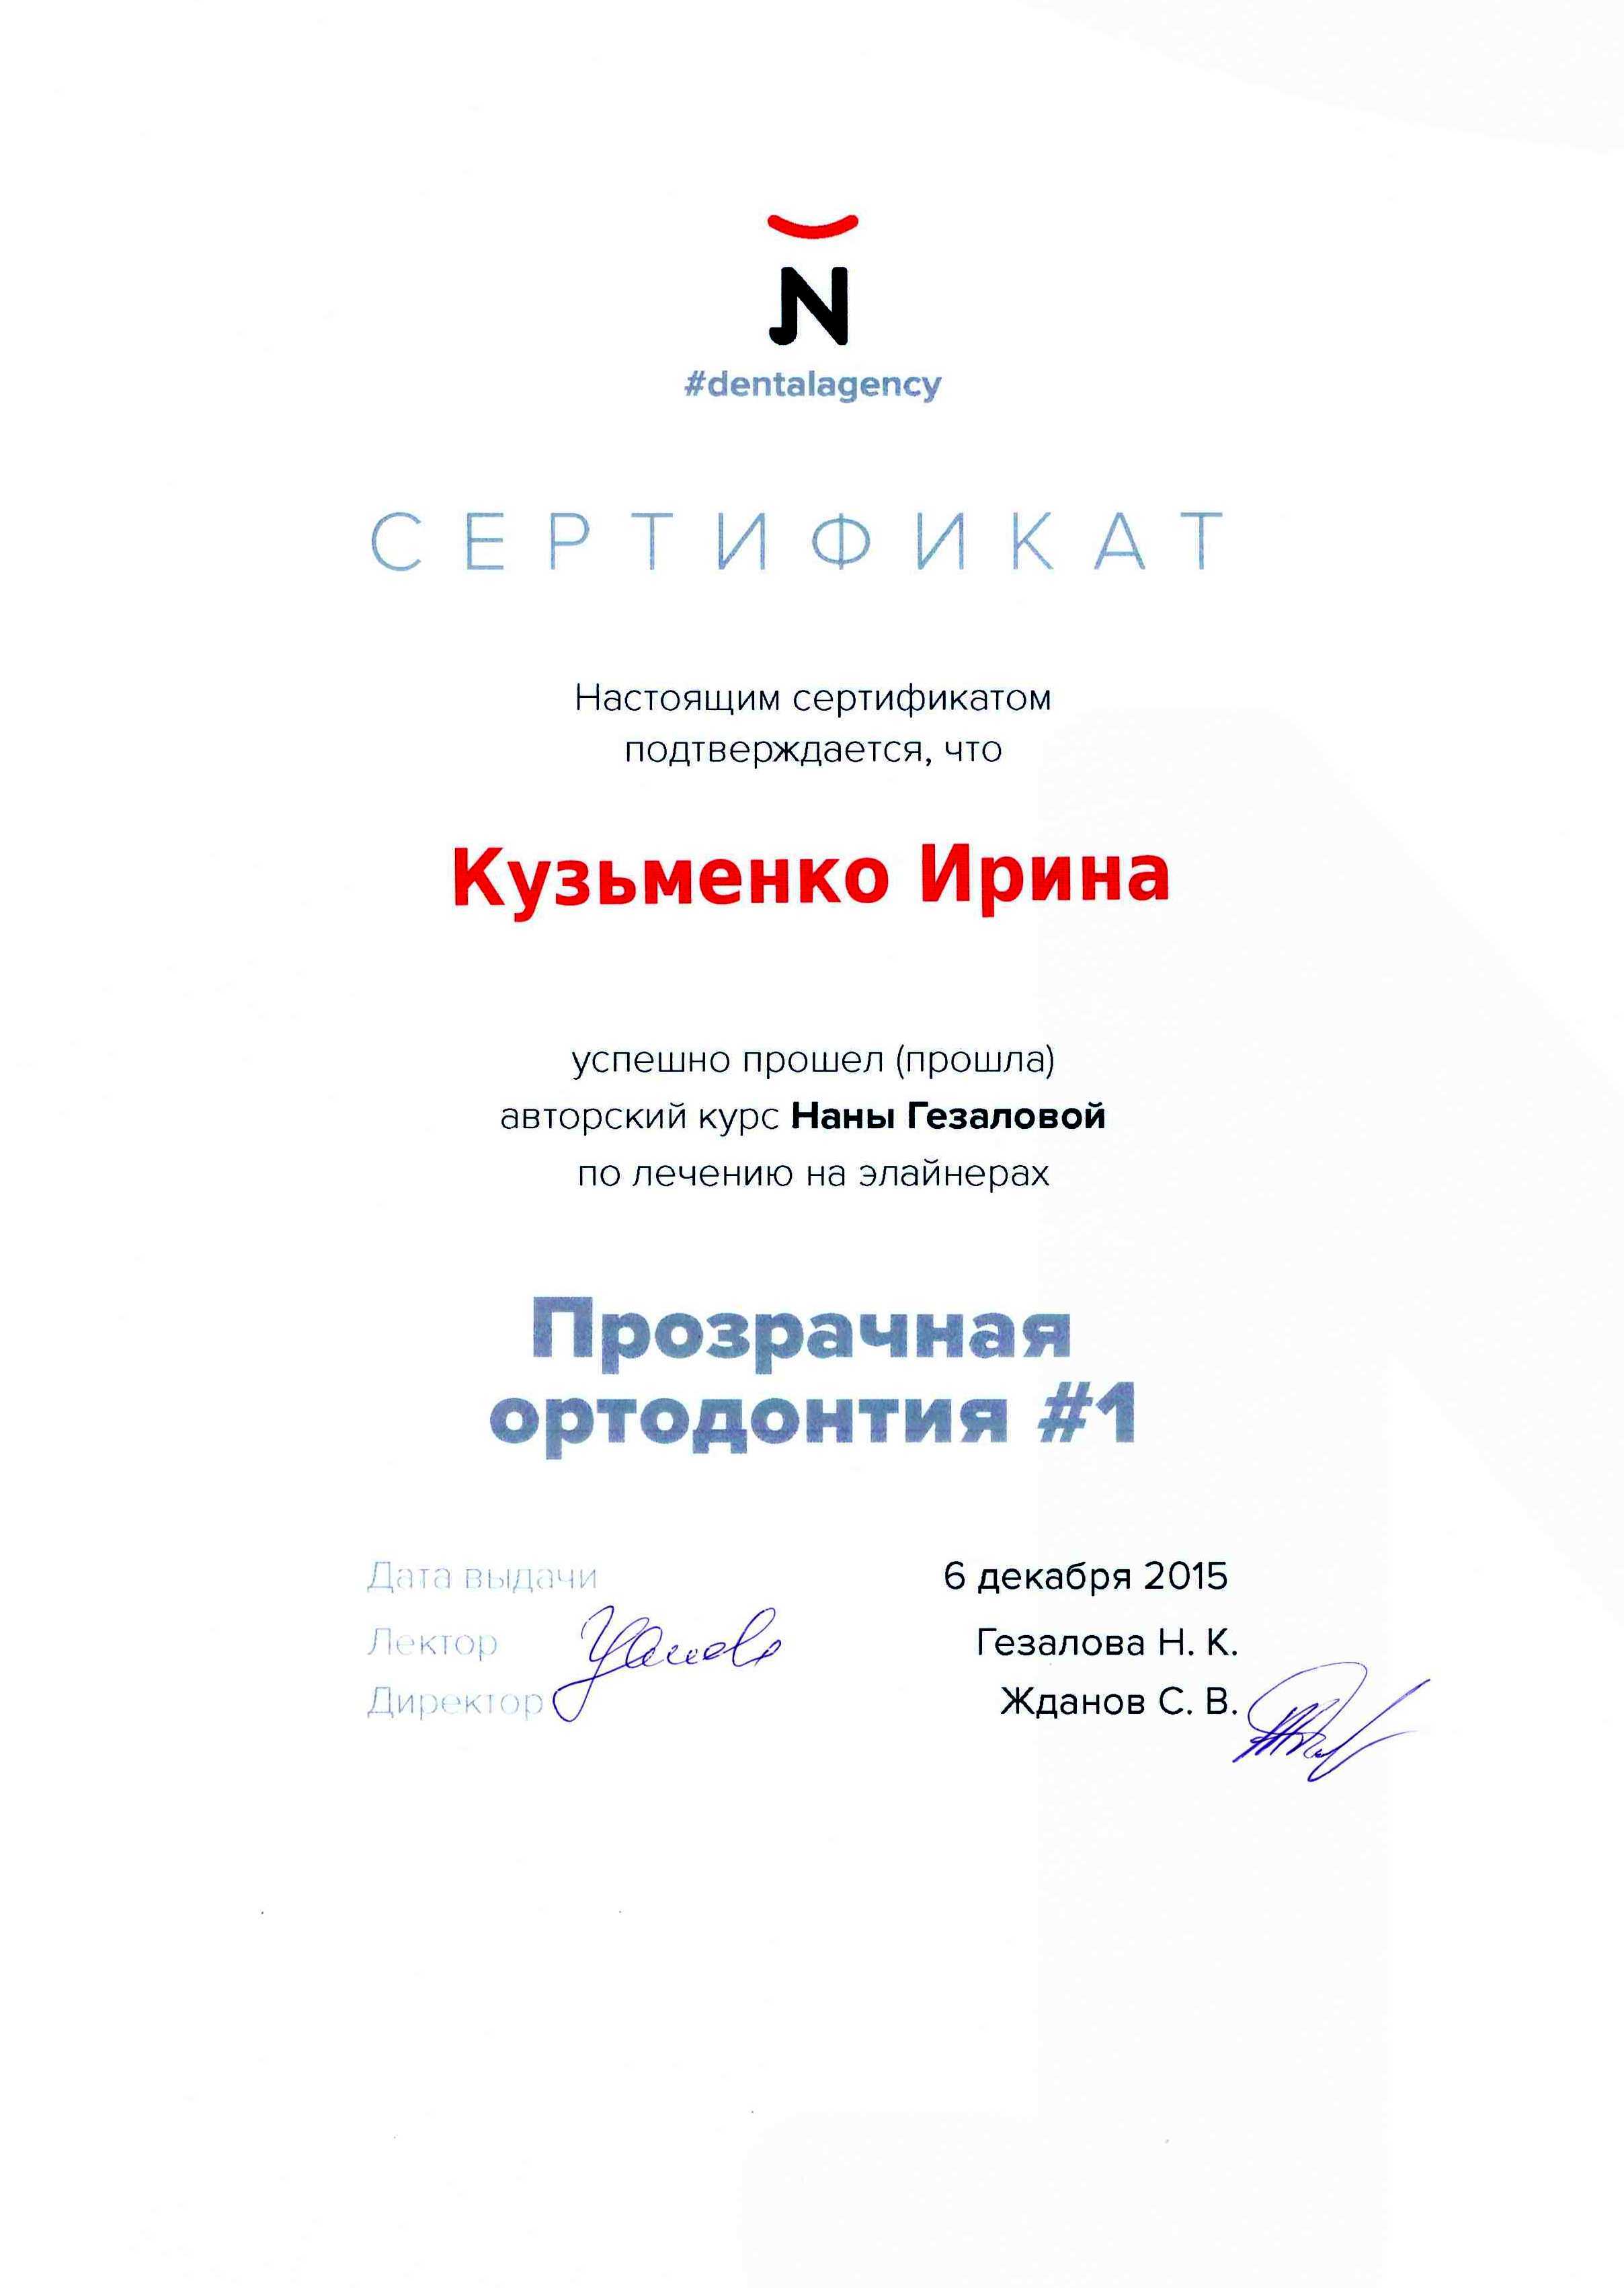 N
#dentalagency
СЕРТИФИКАТ
Настоящим сертификатом
подтверждается, что
Кузьменко Ирина
успешно прошел (прошла)
авторский курс Наны Гезаловой
по лечению на элайнерах
Прозрачная
ортодонтия #1
Дата выдачи 6 декабря 2015
Лектор Гезалова Н. К.
Директор Жданов С. В.